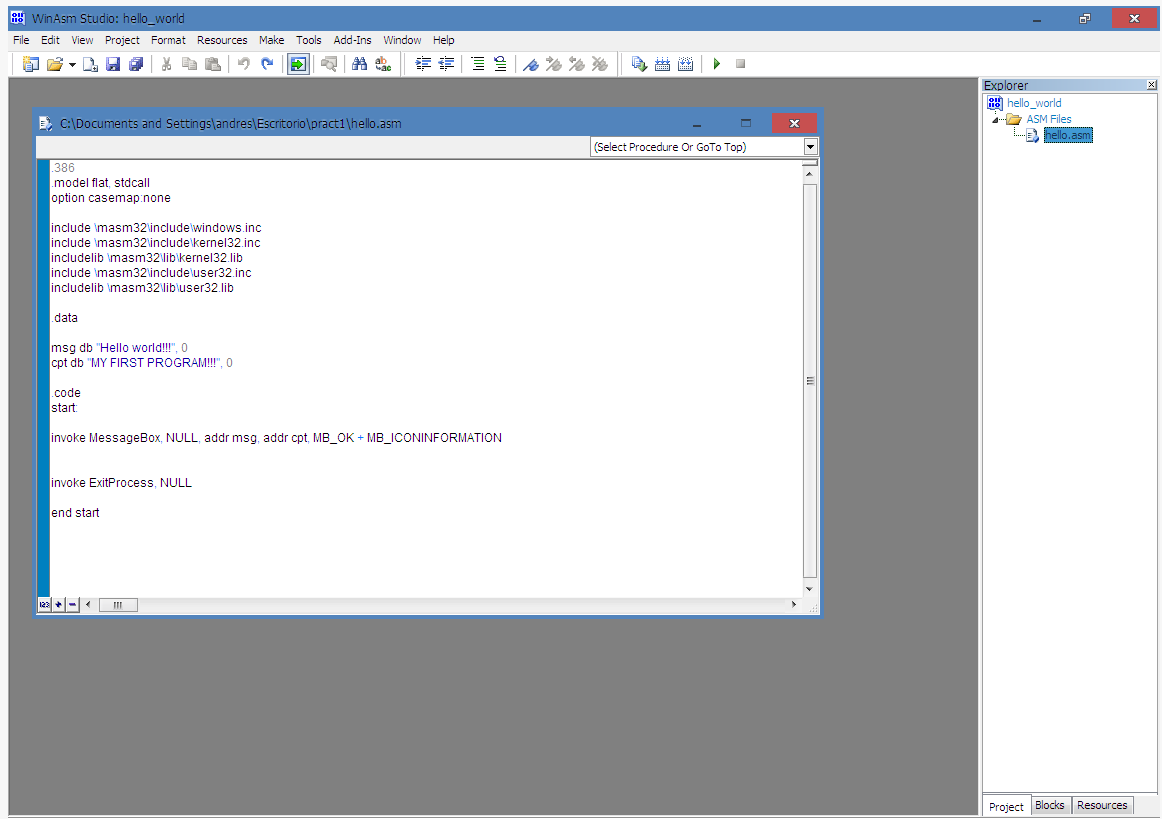 WinAsm Studio: hello_world
File Edit View Project Format Resources Make Tools Add-Ins Window Help
Explorer
hello_world
ASM Files
hello.asm
C:\Documents and Settings\andres\Escritorio\pract1\hello.asm
(Select Procedure Or GoTo Top)
.386
.model flat, stdcall
option casemap:none
include \masm32\include\windows.inc
include \masm32\include\kernel32.inc
includelib \masm32\lib\kernel32.lib
include \masm32\include\user32.inc
includelib \masm32\lib\user32.lib
.data
msg db "Hello world!!!", 0
cpt db "MY FIRST PROGRAM!!!", 0
.code
start:
invoke MessageBox, NULL, addr msg, addr cpt, MB_OK + MB_ICONINFORMATION
invoke ExitProcess, NULL
end start
123
Project Blocks Resources